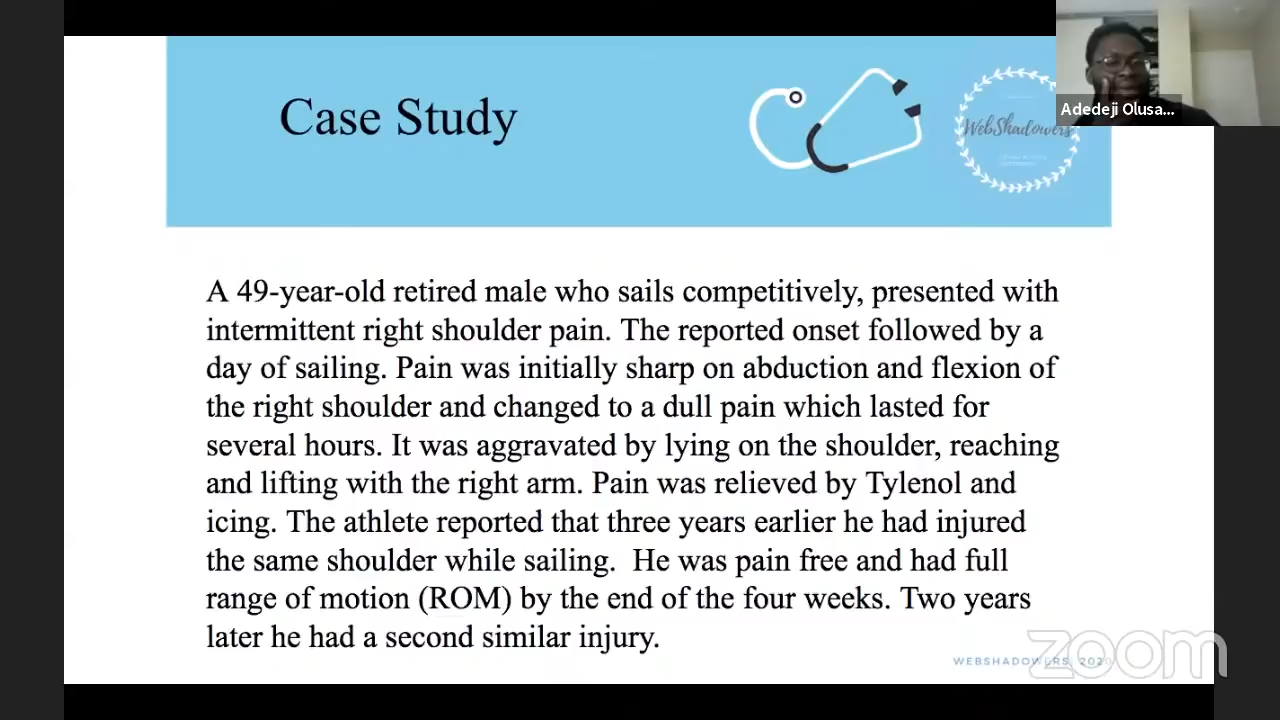 Case Study
WebShadowers
Adedeji Olusa...
A 49-year-old retired male who sails competitively, presented with
intermittent right shoulder pain. The reported onset followed by a
day of sailing. Pain was initially sharp on abduction and flexion of
the right shoulder and changed to a dull pain which lasted for
several hours. It was aggravated by lying on the shoulder, reaching
and lifting with the right arm. Pain was relieved by Tylenol and
icing. The athlete reported that three years earlier he had injured
the same shoulder while sailing.  He was pain free and had full
range of motion (ROM) by the end of the four weeks. Two years
later he had a second similar injury.
WEBSHADOWERS, 2020
zoom